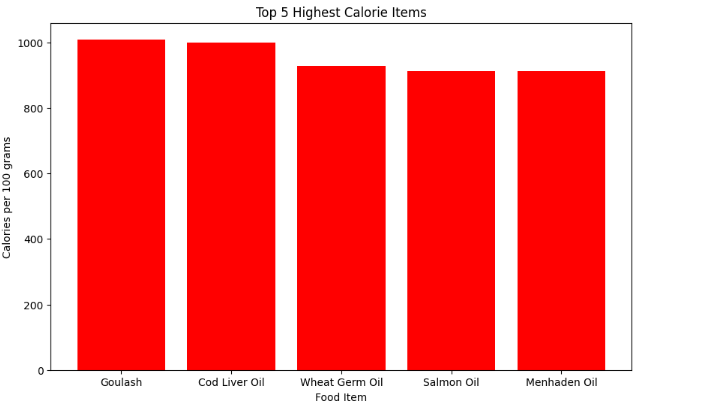 Top 5 Highest Calorie Items
Calories per 100 grams
1000
800
600
400
200
0
Goulash Cod Liver Oil Wheat Germ Oil Salmon Oil Menhaden Oil
Food Item